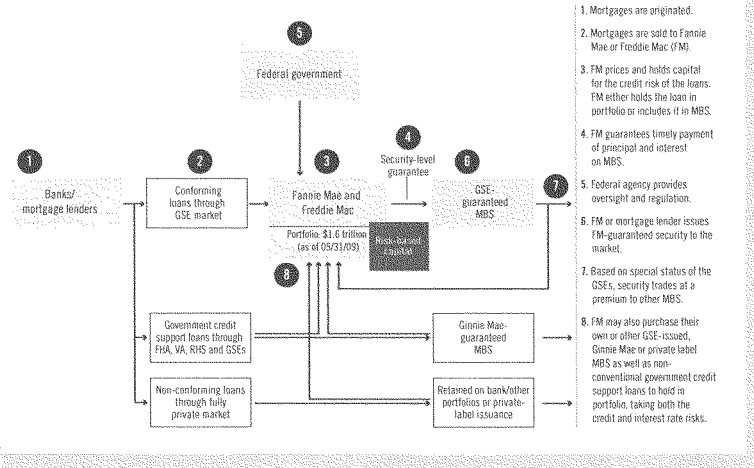 5
Federal government
1
2
3
4
6
7
Security-level
guarantee
Banks/
mortgage lenders
Conforming
loans through
GSE market
Fannie Mae and
Freddie Mac
Portfolio: $1.6 trillion
(as of 05/31/09)
Risk-based
capital
GSE-
guaranteed
MBS
8
Government credit
support loans through
FHA, VA, RHS and GSEs
Ginnie Mae-
guaranteed
MBS
Non-conforming loans
through fully
private market
Retained on bank/other
portfolios or private-
label issuance
1. Mortgages are originated.
2. Mortgages are sold to Fannie
Mae or Freddie Mac (FM).
3. FM prices and holds capital
for the credit risk of the loans.
FM either holds the loan in
portfolio or includes it in MBS.
4. FM guarantees timely payment
of principal and interest
on MBS.
5. Federal agency provides
oversight and regulation.
6. FM or mortgage lender issues
FM-guaranteed security to the
market.
7. Based on special status of the
GSEs, security trades at a
premium to other MBS.
8. FM may also purchase their
own or other GSE-issued,
Ginnie Mae or private label
MBS as well as non-
conventional government credit
support loans to hold in
portfolio, taking both the
credit and interest rate risks.